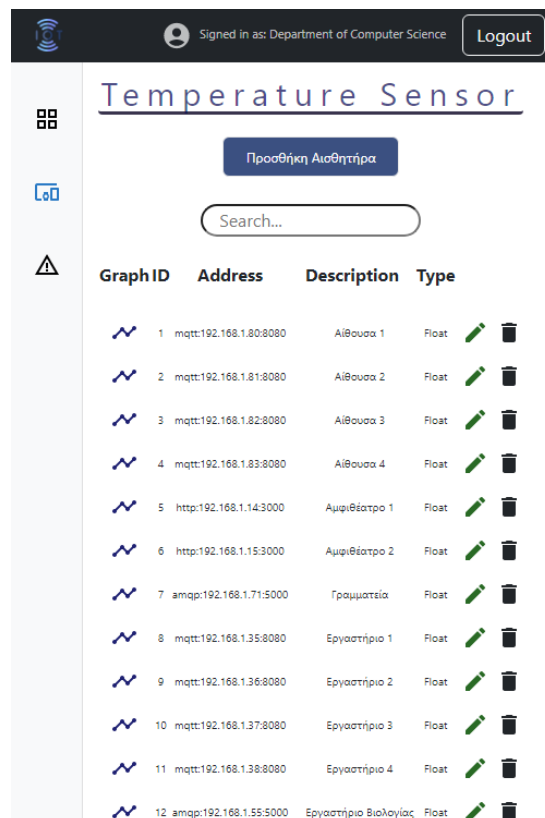 ICT
Signed in as: Department of Computer Science
Logout
Temperature Sensor
Προσθήκη Αισθητήρα
Search...
Graph ID Address Description Type
1 mqtt:192.168.1.80:8080 Αίθουσα 1 Float
2 mqtt:192.168.1.81:8080 Αίθουσα 2 Float
3 mqtt:192.168.1.82:8080 Αίθουσα 3 Float
4 mqtt:192.168.1.83:8080 Αίθουσα 4 Float
5 http:192.168.1.14:3000 Αμφιθέατρο 1 Float
6 http:192.168.1.15:3000 Αμφιθέατρο 2 Float
7 amqp:192.168.1.71:5000 Γραμματεία Float
8 mqtt:192.168.1.35:8080 Εργαστήριο 1 Float
9 mqtt:192.168.1.36:8080 Εργαστήριο 2 Float
10 mqtt:192.168.1.37:8080 Εργαστήριο 3 Float
11 mqtt:192.168.1.38:8080 Εργαστήριο 4 Float
12 amqp:192.168.1.55:5000 Εργαστήριο Βιολογίας Float